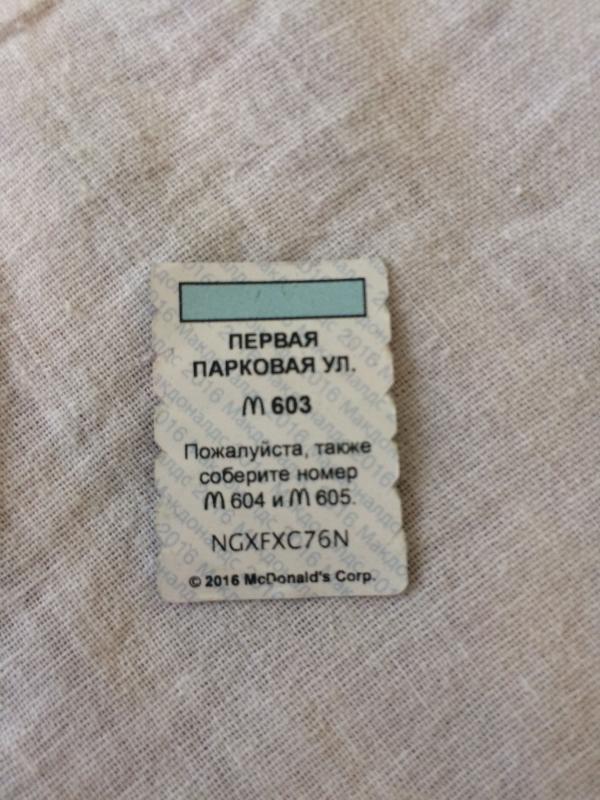 ПЕРВАЯ
ПАРКОВАЯ УЛ.
603
Пожалуйста, также
соберите номер
604 и 605.
NGXFXC76N
© 2016 McDonald's Corp.